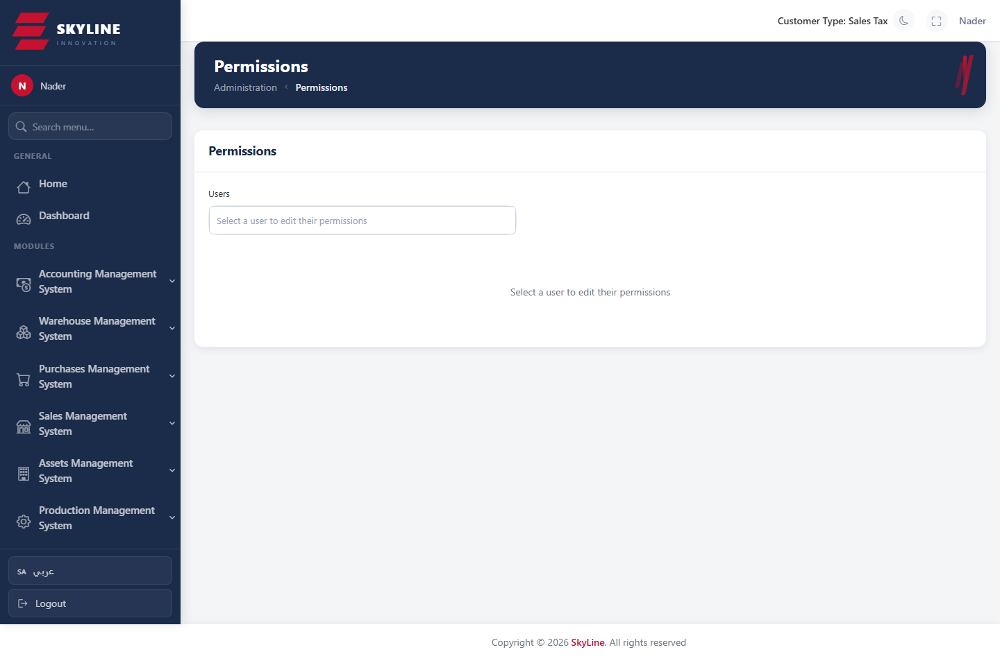 SKYLINE
INNOVATION
N Nader
Search menu...
GENERAL
Home
Dashboard
MODULES
Accounting Management
System
Warehouse Management
System
Purchases Management
System
Sales Management
System
Assets Management
System
Production Management
System
SA عربي
Logout
Customer Type: Sales Tax
Nader
Permissions
Administration < Permissions
Permissions
Users
Select a user to edit their permissions
Select a user to edit their permissions
Copyright © 2026 SkyLine. All rights reserved